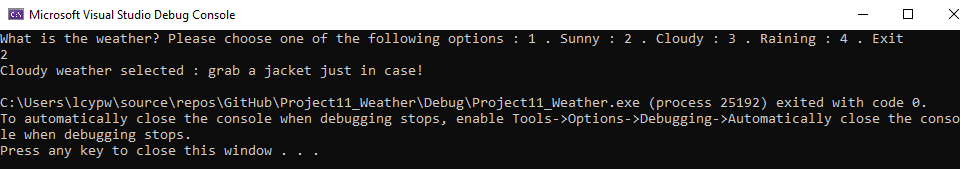 Microsoft Visual Studio Debug Console
What is the weather? Please choose one of the following options : 1 . Sunny : 2 . Cloudy : 3 . Raining : 4 . Exit
2
Cloudy weather selected : grab a jacket just in case!
C:\Users\lcypw\source\repos\GitHub\Project11_Weather\Debug\Project11_Weather.exe (process 25192) exited with code 0.
To automatically close the console when debugging stops, enable Tools->Options->Debugging->Automatically close the conso
le when debugging stops.
Press any key to close this window . . .